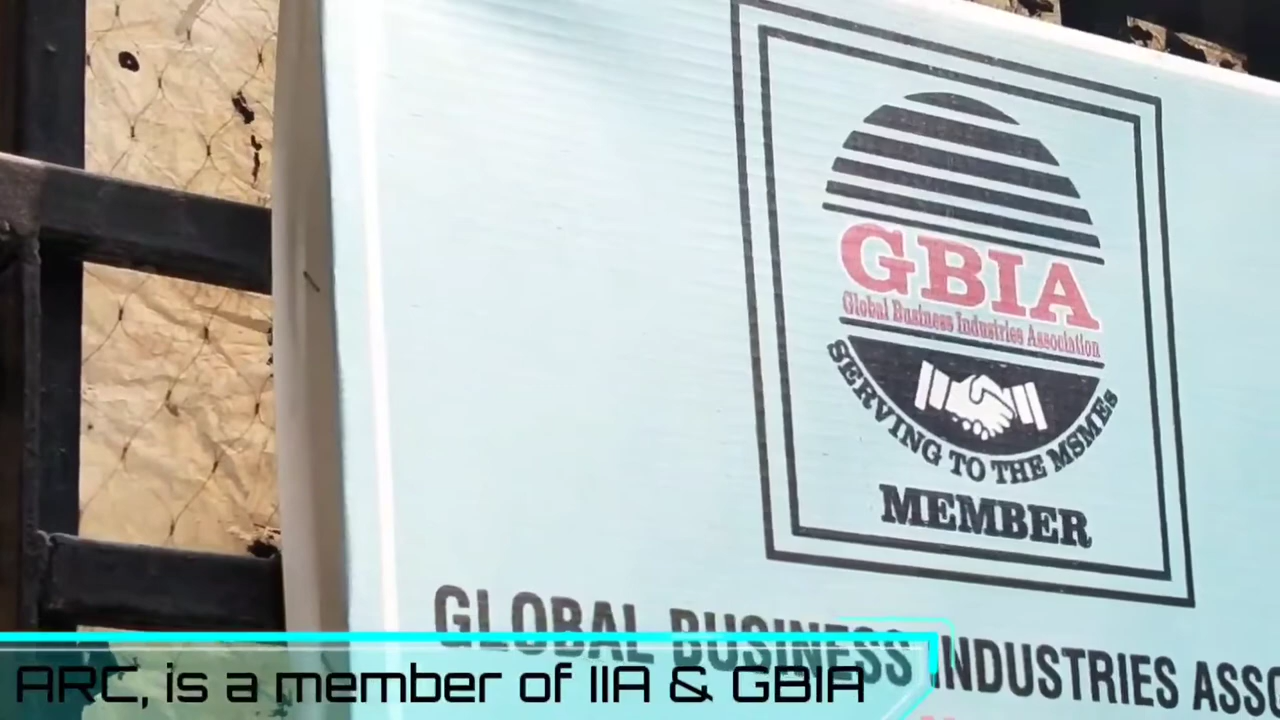 GBIA
Global Business Industries Association
SERVING TO THE MSMEs
MEMBER
GLOBAL BUSINESS INDUSTRIES ASSO
ARC, is a member of IIA & GBIA